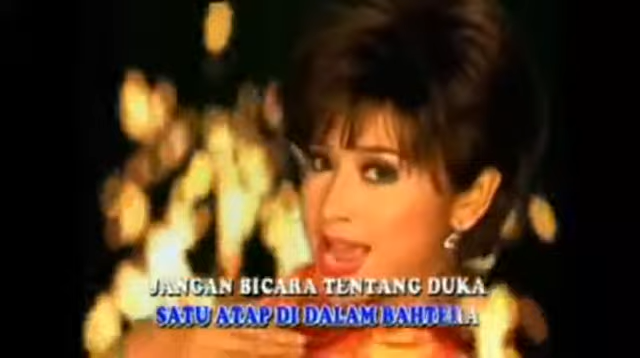 JANGAN BICARA TENTANG DUKA
SATU ATAP DI DALAM BAHTERA